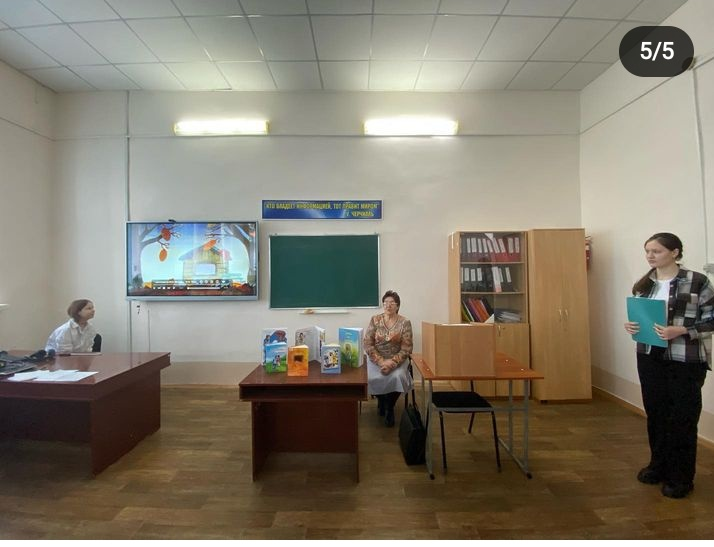 5/5
КТО ВЛАДЕЕТ ИНФОРМАЦИЕЙ, ТОТ ПРАВИТ МИРОМ
У. ЧЕРЧИЛЛЬ